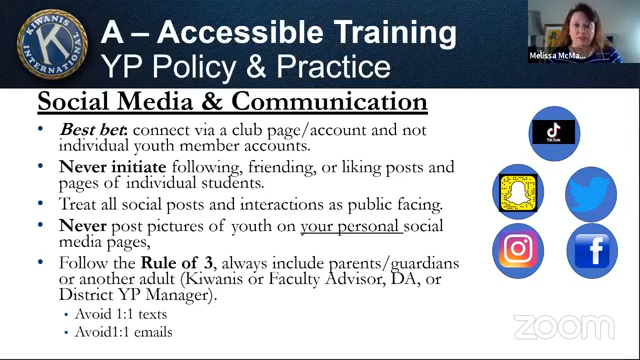 KIWANIS
INTERNATIONAL
K
A – Accessible Training
YP Policy & Practice
Melissa McMa...
Social Media & Communication
• Best bet: connect via a club page/account and not
individual youth member accounts.
• Never initiate following, friending, or liking posts and
pages of individual students.
• Treat all social posts and interactions as public facing.
• Never post pictures of youth on your personal social
media pages,
• Follow the Rule of 3, always include parents/guardians
or another adult (Kiwanis or Faculty Advisor, DA, or
District YP Manager).
• Avoid 1:1 texts
• Avoid1:1 emails
TikTok
f
zoom